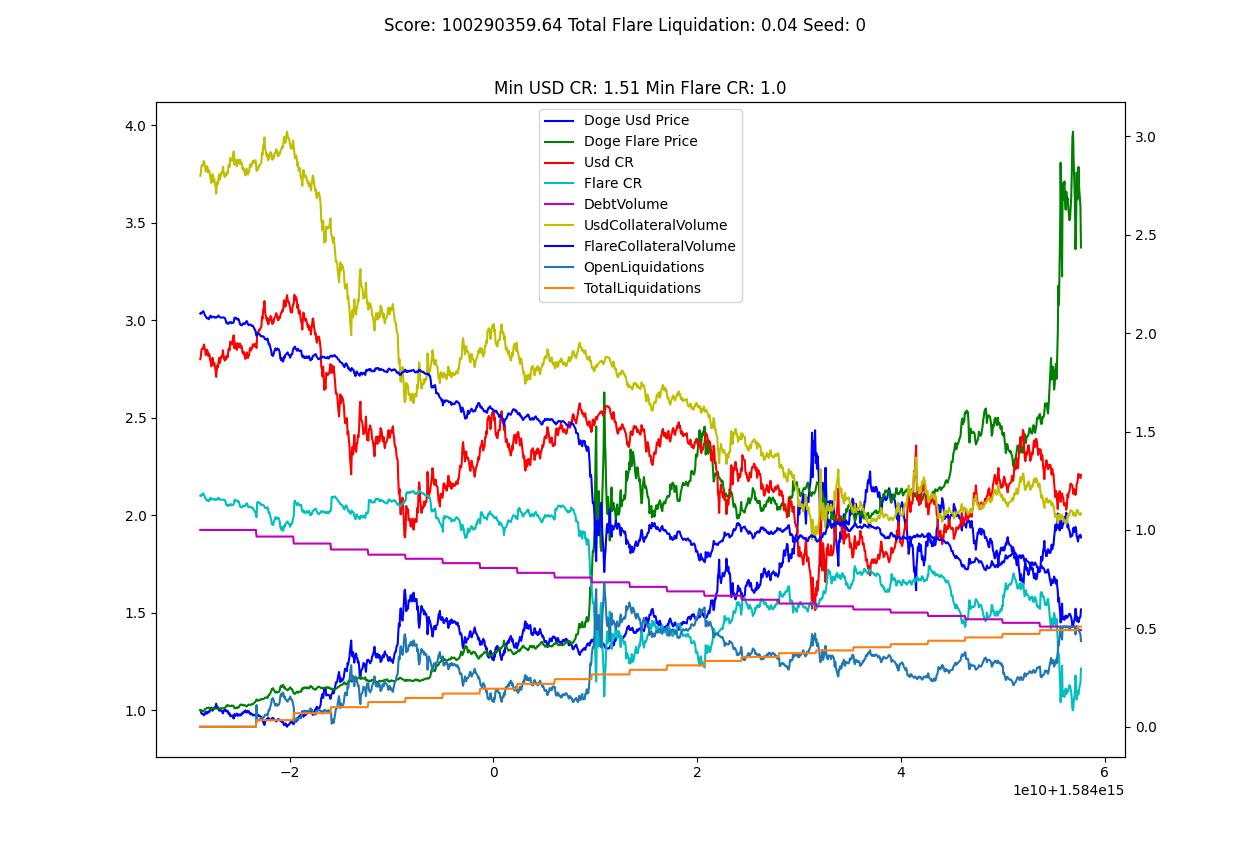 Score: 100290359.64 Total Flare Liquidation: 0.04 Seed: 0
Min USD CR: 1.51 Min Flare CR: 1.0
Doge Usd Price
Doge Flare Price
Usd CR
Flare CR
DebtVolume
UsdCollateralVolume
FlareCollateralVolume
OpenLiquidations
TotalLiquidations
4.0
3.5
3.0
2.5
2.0
1.5
1.0
3.0
2.5
2.0
1.5
1.0
0.5
0.0
−2
0
2
4
6
1e10+1.584e15